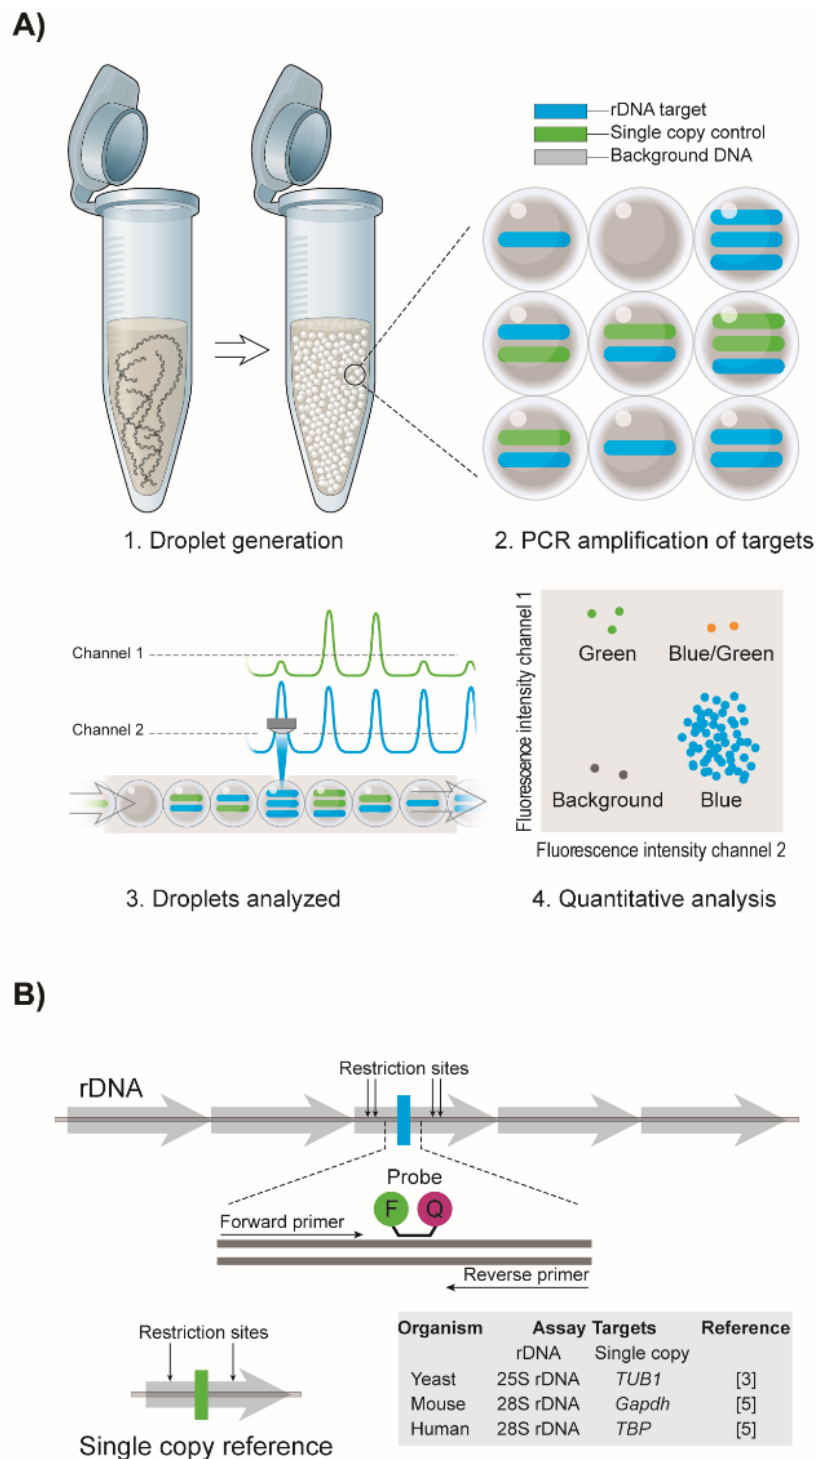 A)
rDNA target
Single copy control
Background DNA
1. Droplet generation
2. PCR amplification of targets
Channel 1
Channel 2
3. Droplets analyzed
Fluorescence intensity channel 1
Green
Blue/Green
Background
Blue
Fluorescence intensity channel 2
4. Quantitative analysis
B)
Restriction sites
rDNA
Probe
F Q
Forward primer
Reverse primer
Restriction sites
Single copy reference
Organism Assay Targets Reference
rDNA Single copy
Yeast 25S rDNA TUB1 [3]
Mouse 28S rDNA Gapdh [5]
Human 28S rDNA TBP [5]